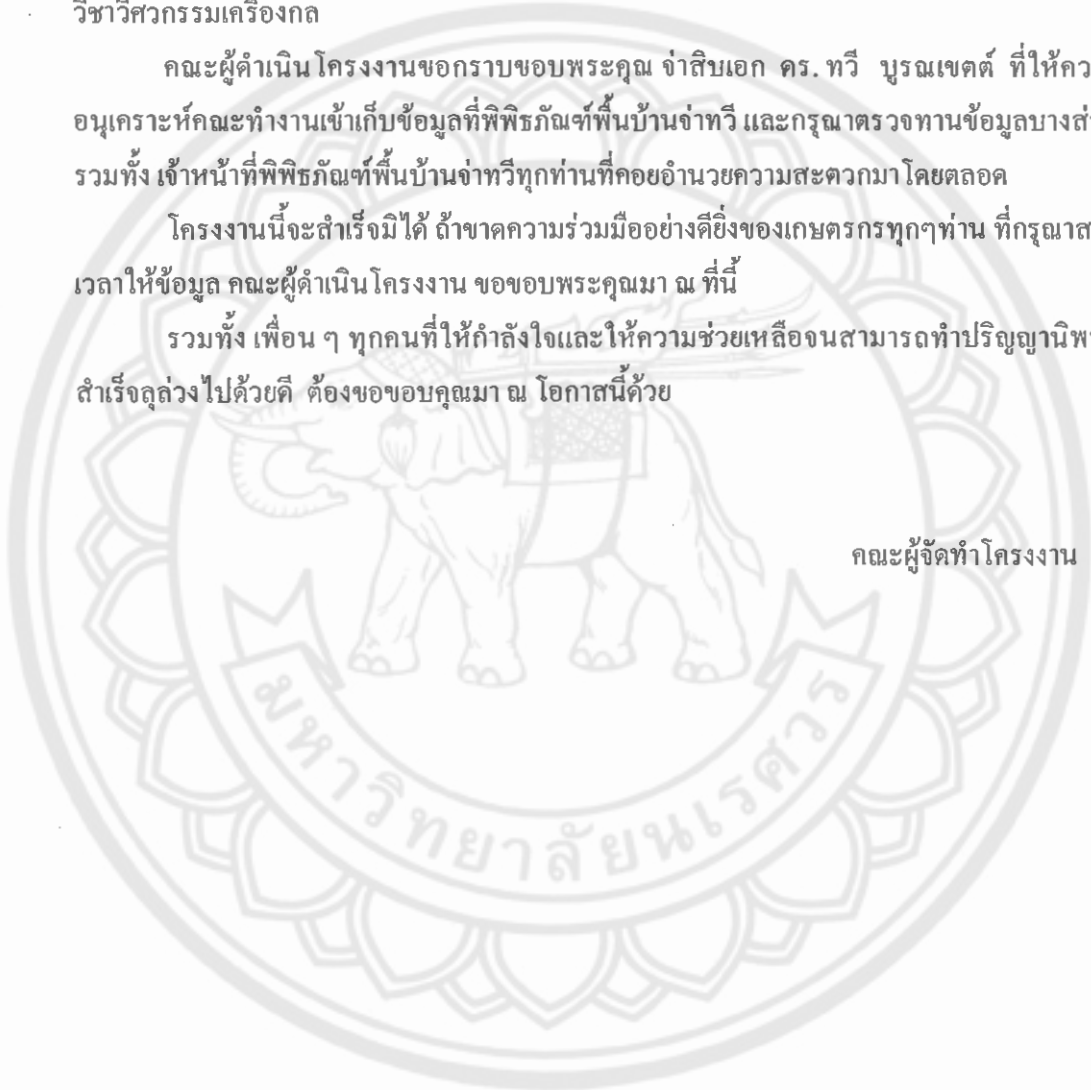 วิชาวิศวกรรมเครื่องกล
คณะผู้ดำเนินโครงงานขอกราบขอบพระคุณ จ่าสิบเอก ดร. ทวี บูรณเขตต์ ที่ให้คว
อนุเคราะห์คณะทำงานเข้าเก็บข้อมูลที่พิพิธภัณฑ์พื้นบ้านจ่าทวี และกรุณาตรวจทานข้อมูลบางส่
รวมทั้ง เจ้าหน้าที่พิพิธภัณฑ์พื้นบ้านจ่าทวีทุกท่านที่คอยอำนวยความสะดวกมาโดยตลอด
โครงงานนี้จะสำเร็จมิได้ ถ้าขาดความร่วมมืออย่างดียิ่งของเกษตรกรทุกๆท่าน ที่กรุณาส
เวลาให้ข้อมูล คณะผู้ดำเนินโครงงาน ขอขอบพระคุณมา ณ ที่นี้
รวมทั้ง เพื่อน ๆ ทุกคนที่ให้กำลังใจและให้ความช่วยเหลือจนสามารถทำปริญญานิพ
สำเร็จลุล่วงไปด้วยดี ต้องขอขอบคุณมา ณ โอกาสนี้ด้วย
คณะผู้จัดทำโครงงาน
มหาวิทยาลัยนเรศวร